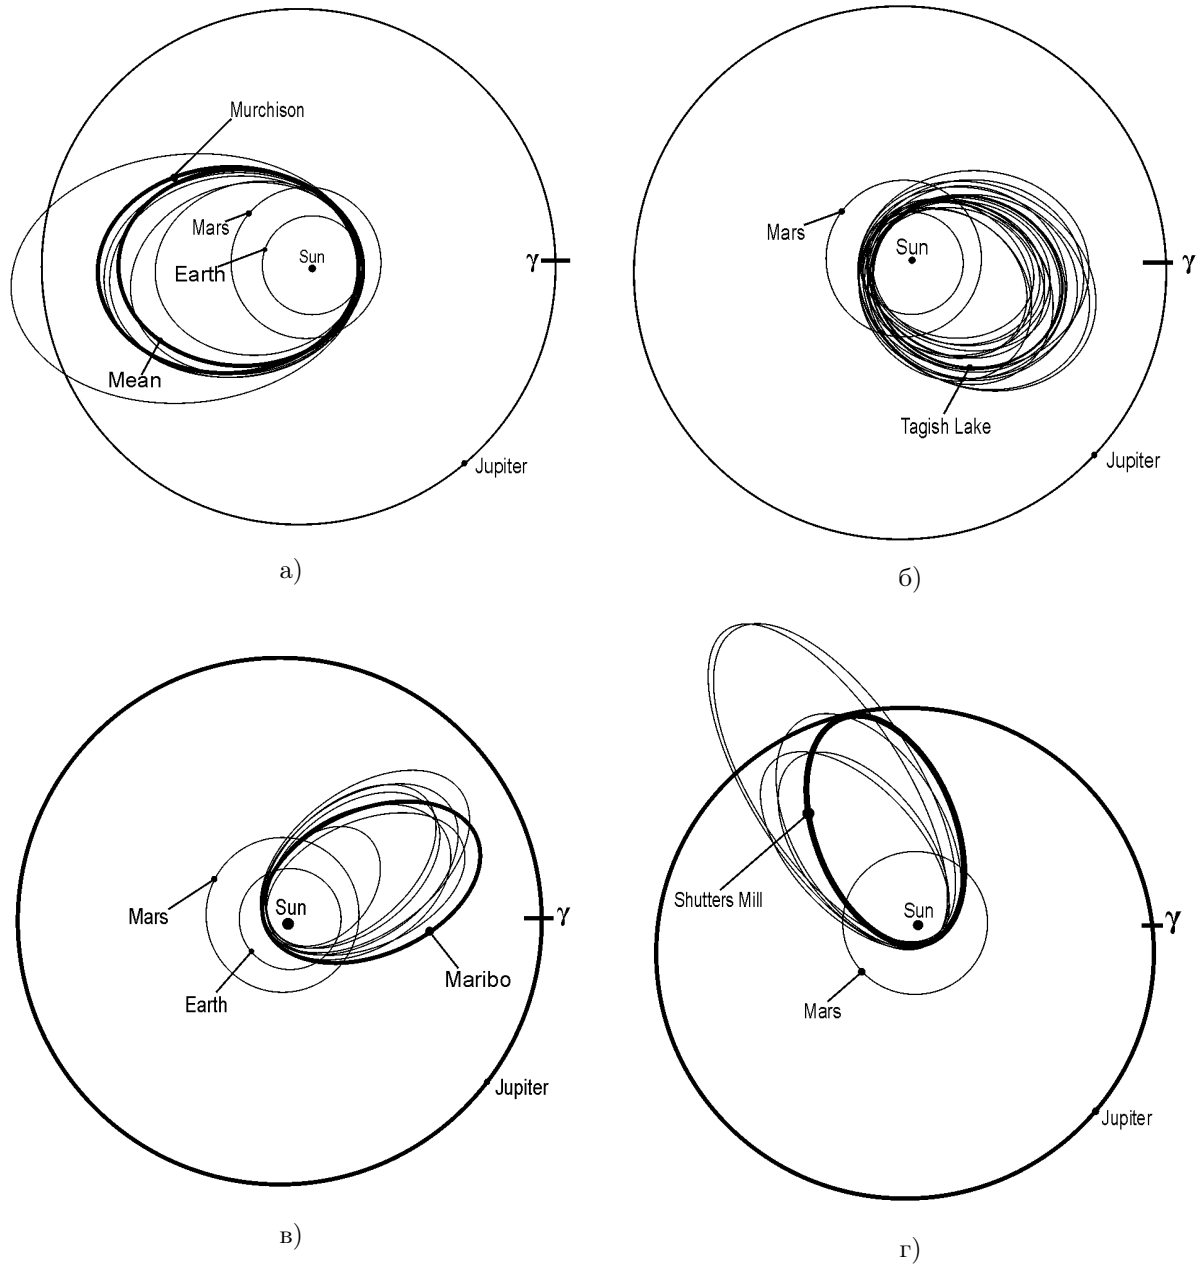 Murchison
Mars
Sun
Earth
γ
Meán
Jupiter
а)
Mars
Sun
γ
Tagish Lake
Jupiter
б)
Sun
Mars
γ
Earth
Maribo
Jupiter
в)
Shutters Mill
Sun
γ
Mars
Jupiter
г)